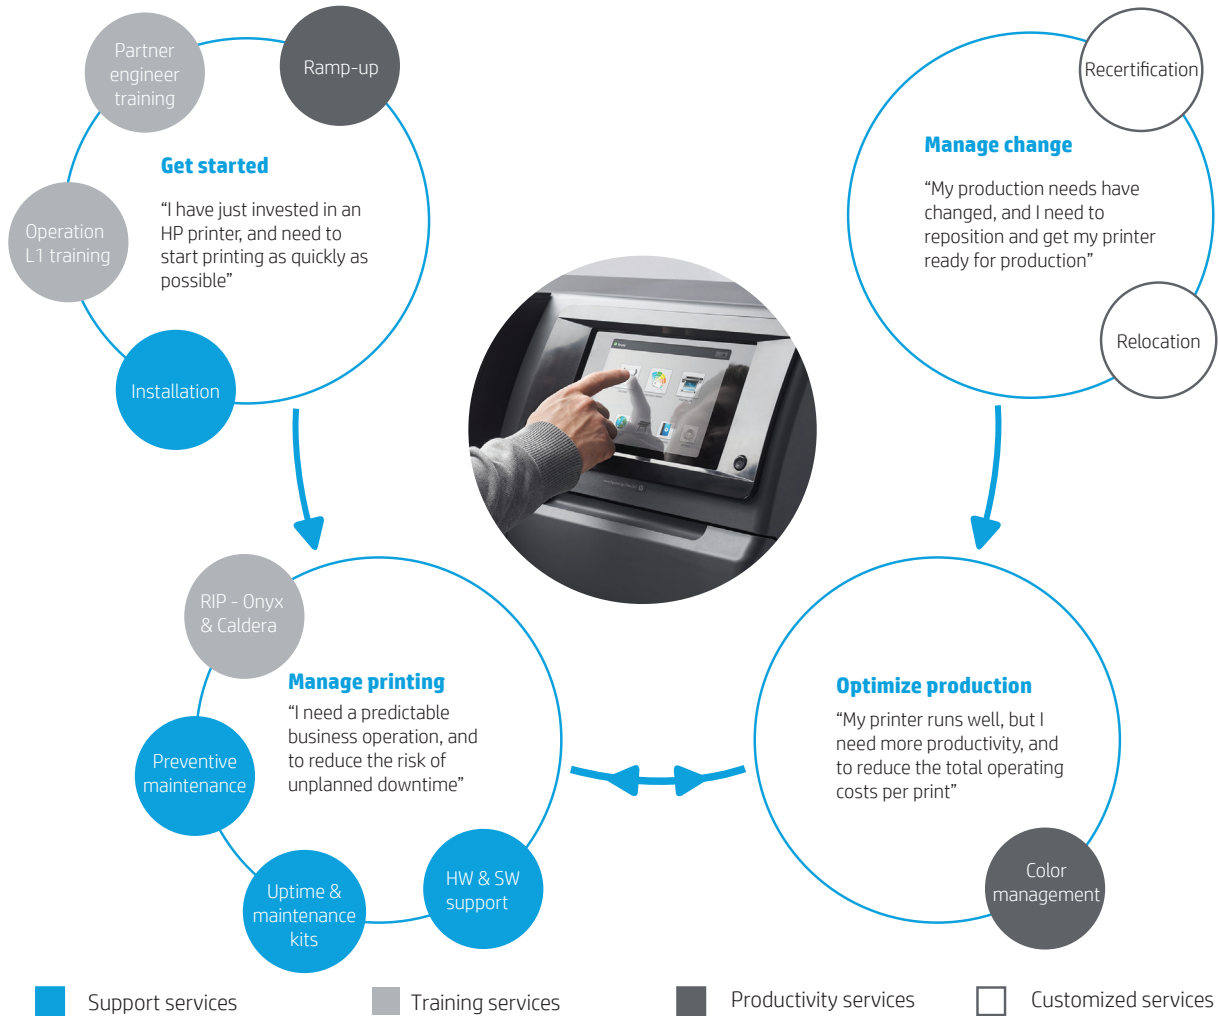 Partner
engineer
training
Ramp-up
Get started
“I have just invested in an
HP printer, and need to
start printing as quickly as
possible”
Operation
L1 training
Installation
Recertification
Manage change
“My production needs have
changed, and I need to
reposition and get my printer
ready for production”
Relocation
RIP - Onyx
& Caldera
Manage printing
“I need a predictable
business operation, and
to reduce the risk of
unplanned downtime”
Preventive
maintenance
Uptime &
maintenance
kits
HW & SW
support
Optimize production
“My printer runs well, but I
need more productivity, and
to reduce the total operating
costs per print”
Color
management
Support services
Training services
Productivity services
Customized services